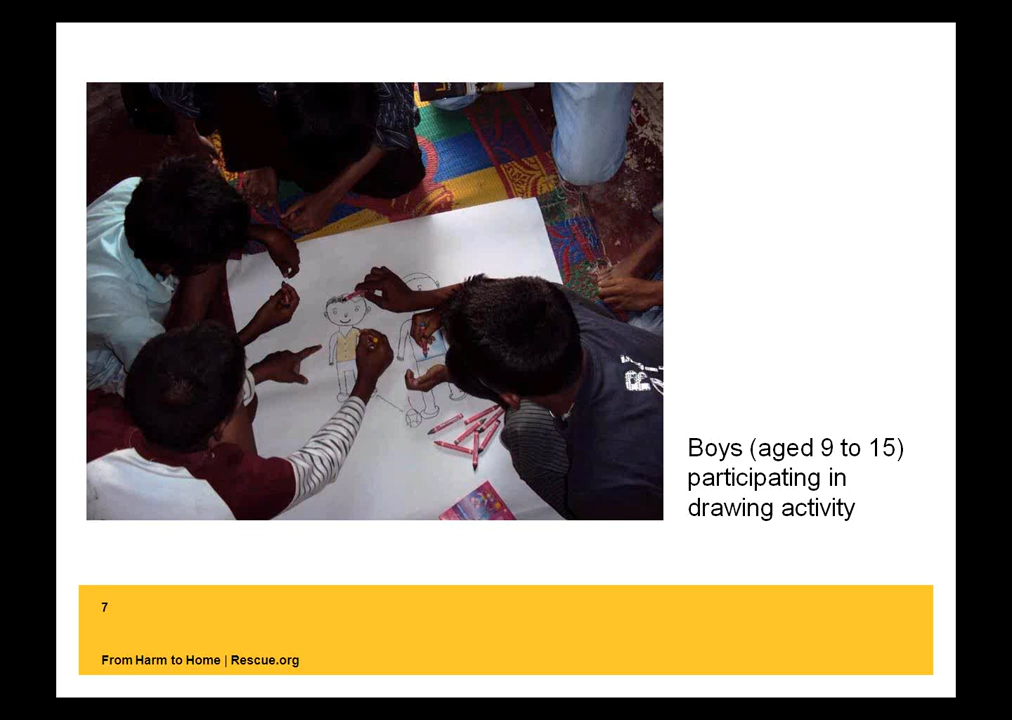 Boys (aged 9 to 15)
participating in
drawing activity
7
From Harm to Home | Rescue.org